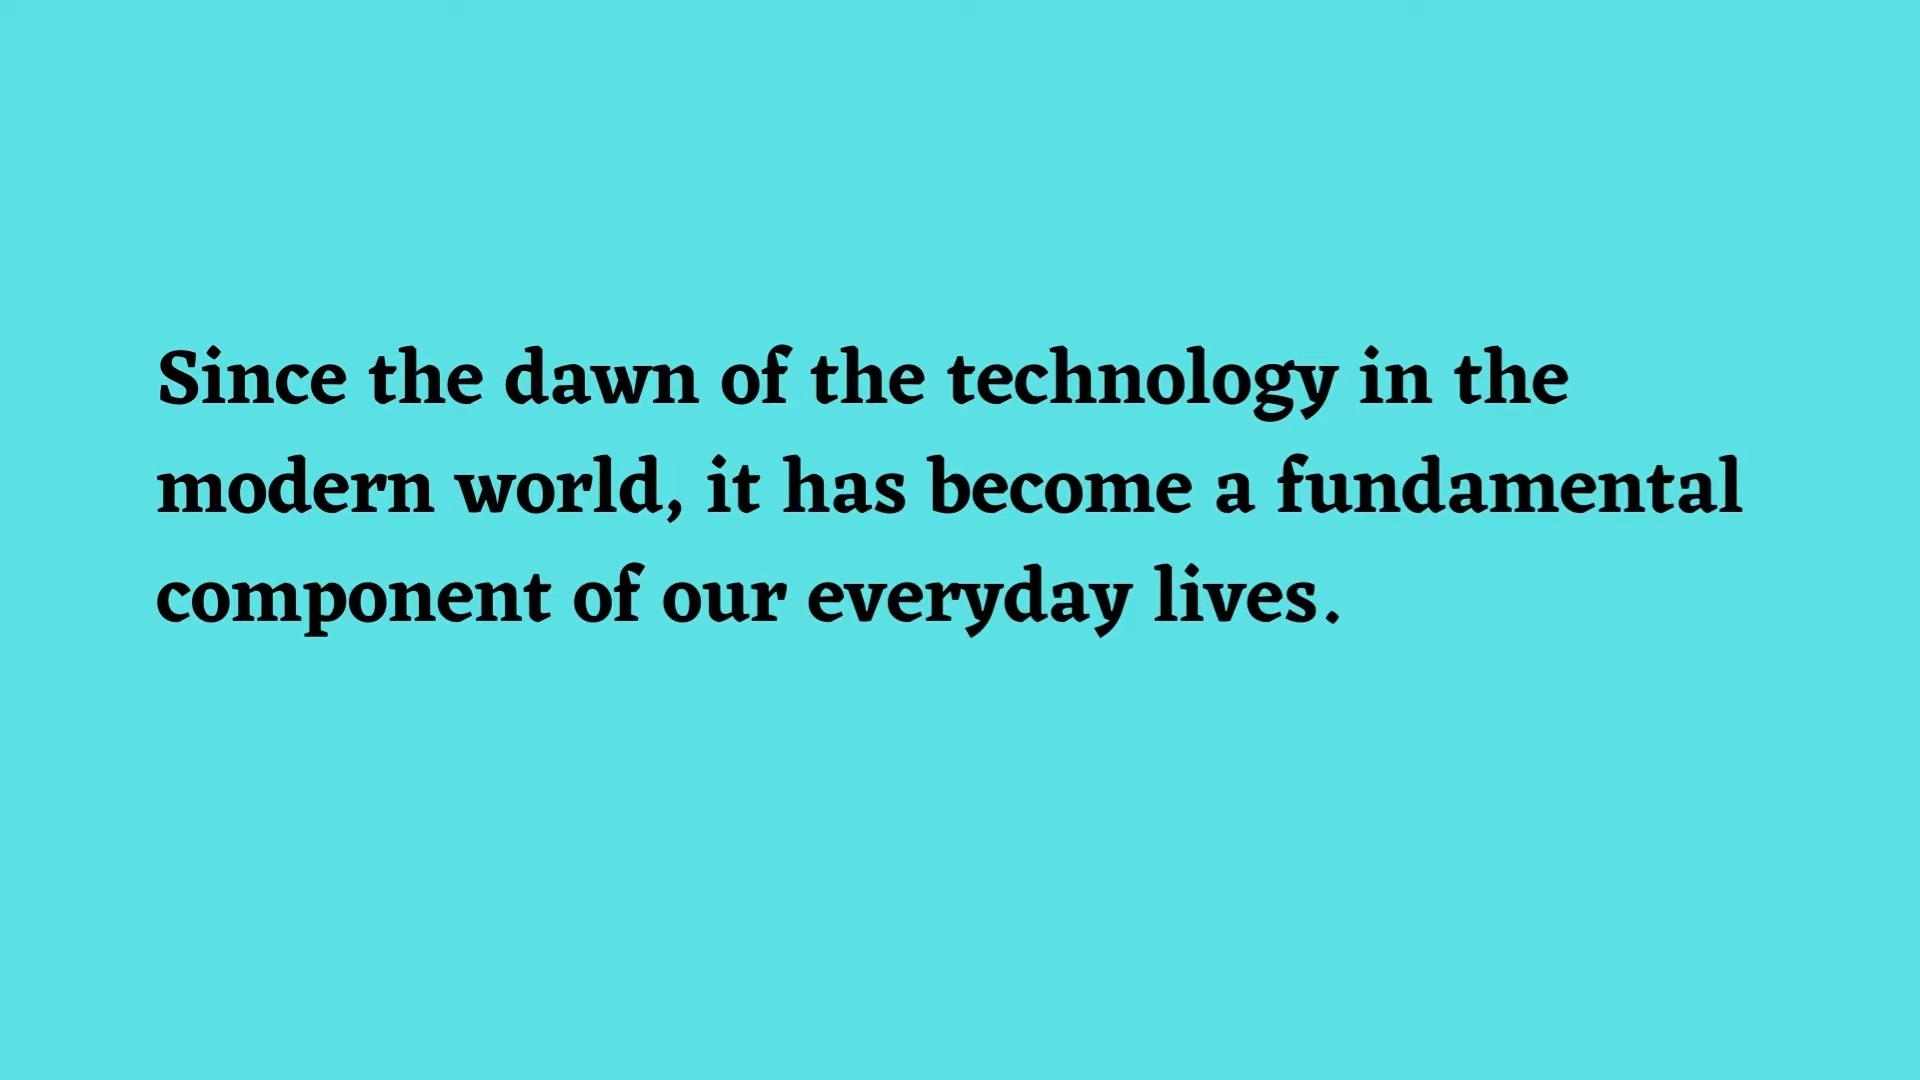 Since the dawn of the technology in the
modern world, it has become a fundamental
component of our everyday lives.